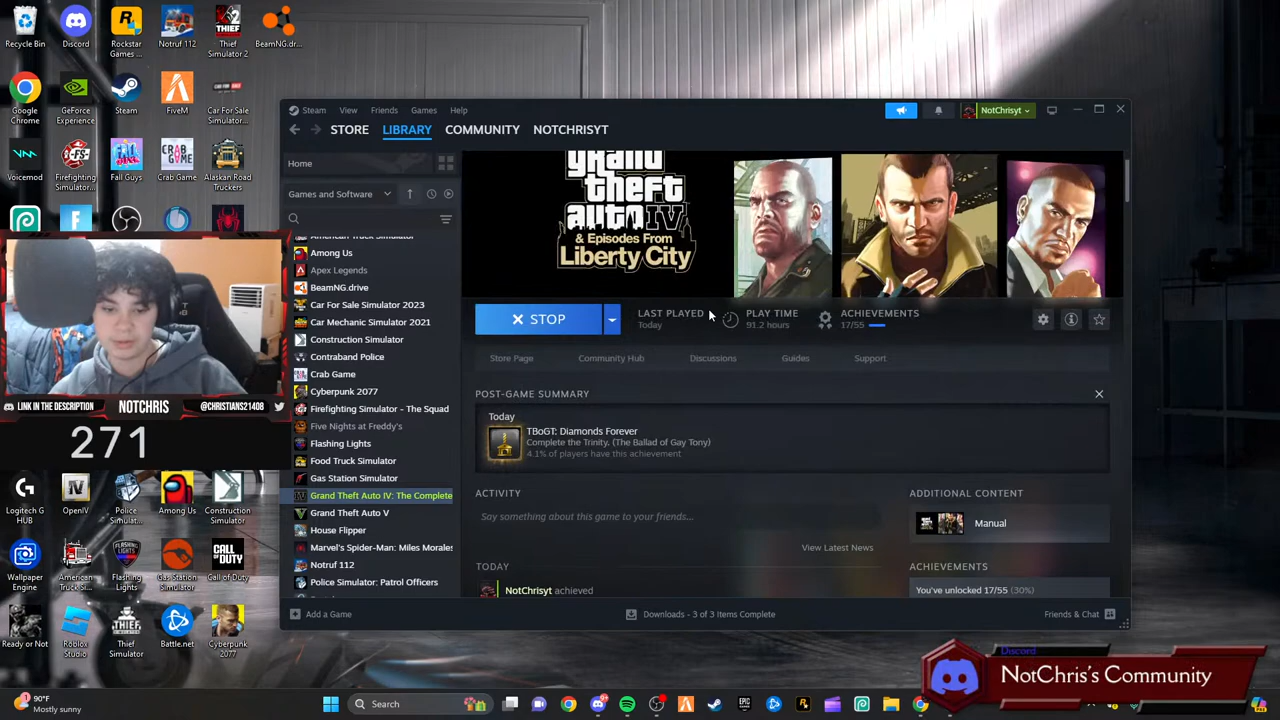 Recycle Bin
Discord
Rockstar
Games ...
Notruf 112
Thief
Simulator 2
BeamNG.dr...
Google
Chrome
GeForce
Experience
Steam
FiveM
Car For Sale
Simulator...
Voicemod
Firefighting
Simulator...
Fall Guys
Crab Game
Alaskan Road
Truckers
LINK IN THE DESCRIPTION
NOTCHRIS
@CHRISTIANS21408
271
Logitech G
HUB
OpenIV
Police
Simulat...
Among Us
Construction
Simulator
Wallpaper
Engine
American
Truck Si...
Flashing
Lights
Gas Station
Simulator
Call of Duty
Ready or Not
Roblox
Studio
Thief
Simulator
Battle.net
Cyberpunk
2077
Steam View Friends Games Help
NotChrisyt
STORE LIBRARY COMMUNITY NOTCHRISYT
Home
Games and Software
American Truck Simulator
Among Us
Apex Legends
BeamNG.drive
Car For Sale Simulator 2023
Car Mechanic Simulator 2021
Construction Simulator
Contraband Police
Crab Game
Cyberpunk 2077
Firefighting Simulator - The Squad
Five Nights at Freddy's
Flashing Lights
Food Truck Simulator
Gas Station Simulator
Grand Theft Auto IV: The Complete
Grand Theft Auto V
House Flipper
Marvel's Spider-Man: Miles Morales
Notruf 112
Police Simulator: Patrol Officers
Add a Game
grand
theft
auto IV
& Episodes From
Liberty City
STOP
LAST PLAYED
Today
PLAY TIME
91.2 hours
ACHIEVEMENTS
17/55
Store Page Community Hub Discussions Guides Support
POST-GAME SUMMARY
Today
TBoGT: Diamonds Forever
Complete the Trinity. (The Ballad of Gay Tony)
4.1% of players have this achievement
ACTIVITY
Say something about this game to your friends...
View Latest News
TODAY
NotChrisyt achieved
ADDITIONAL CONTENT
Manual
ACHIEVEMENTS
You've unlocked 17/55 (30%)
Downloads - 3 of 3 Items Complete
Friends & Chat
Discord
NotChris's Community
90°F
Mostly sunny
Search